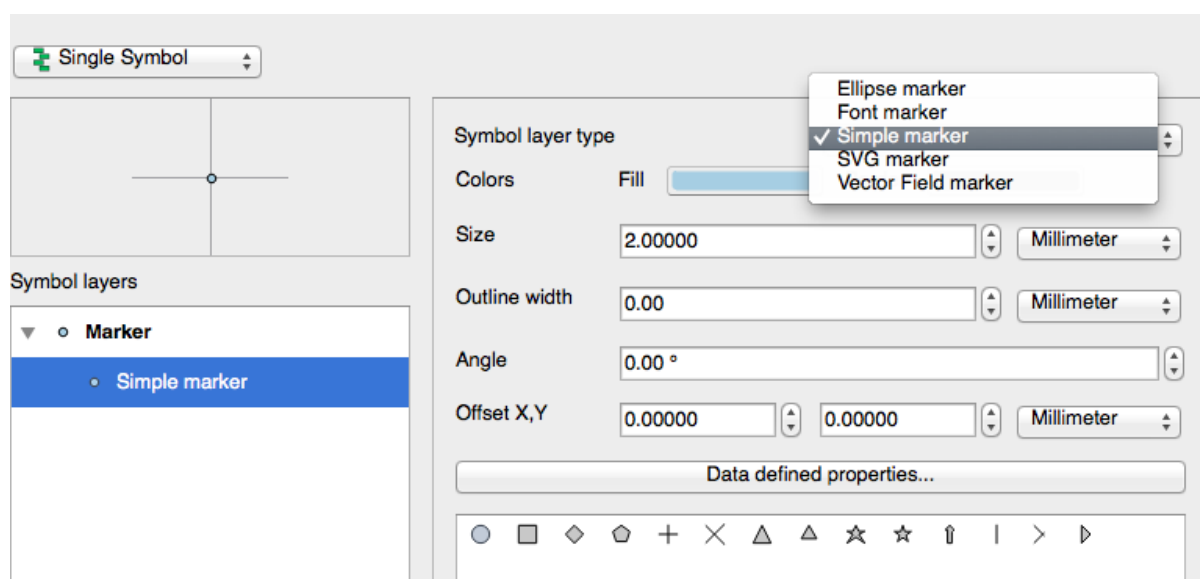 Single Symbol
Ellipse marker
Font marker
✓ Simple marker
SVG marker
Vector Field marker
Symbol layer type
Colors Fill
Size 2.00000 Millimeter
Symbol layers
Outline width 0.00 Millimeter
Marker
Simple marker
Angle 0.00 °
Offset X,Y 0.00000 0.00000 Millimeter
Data defined properties...